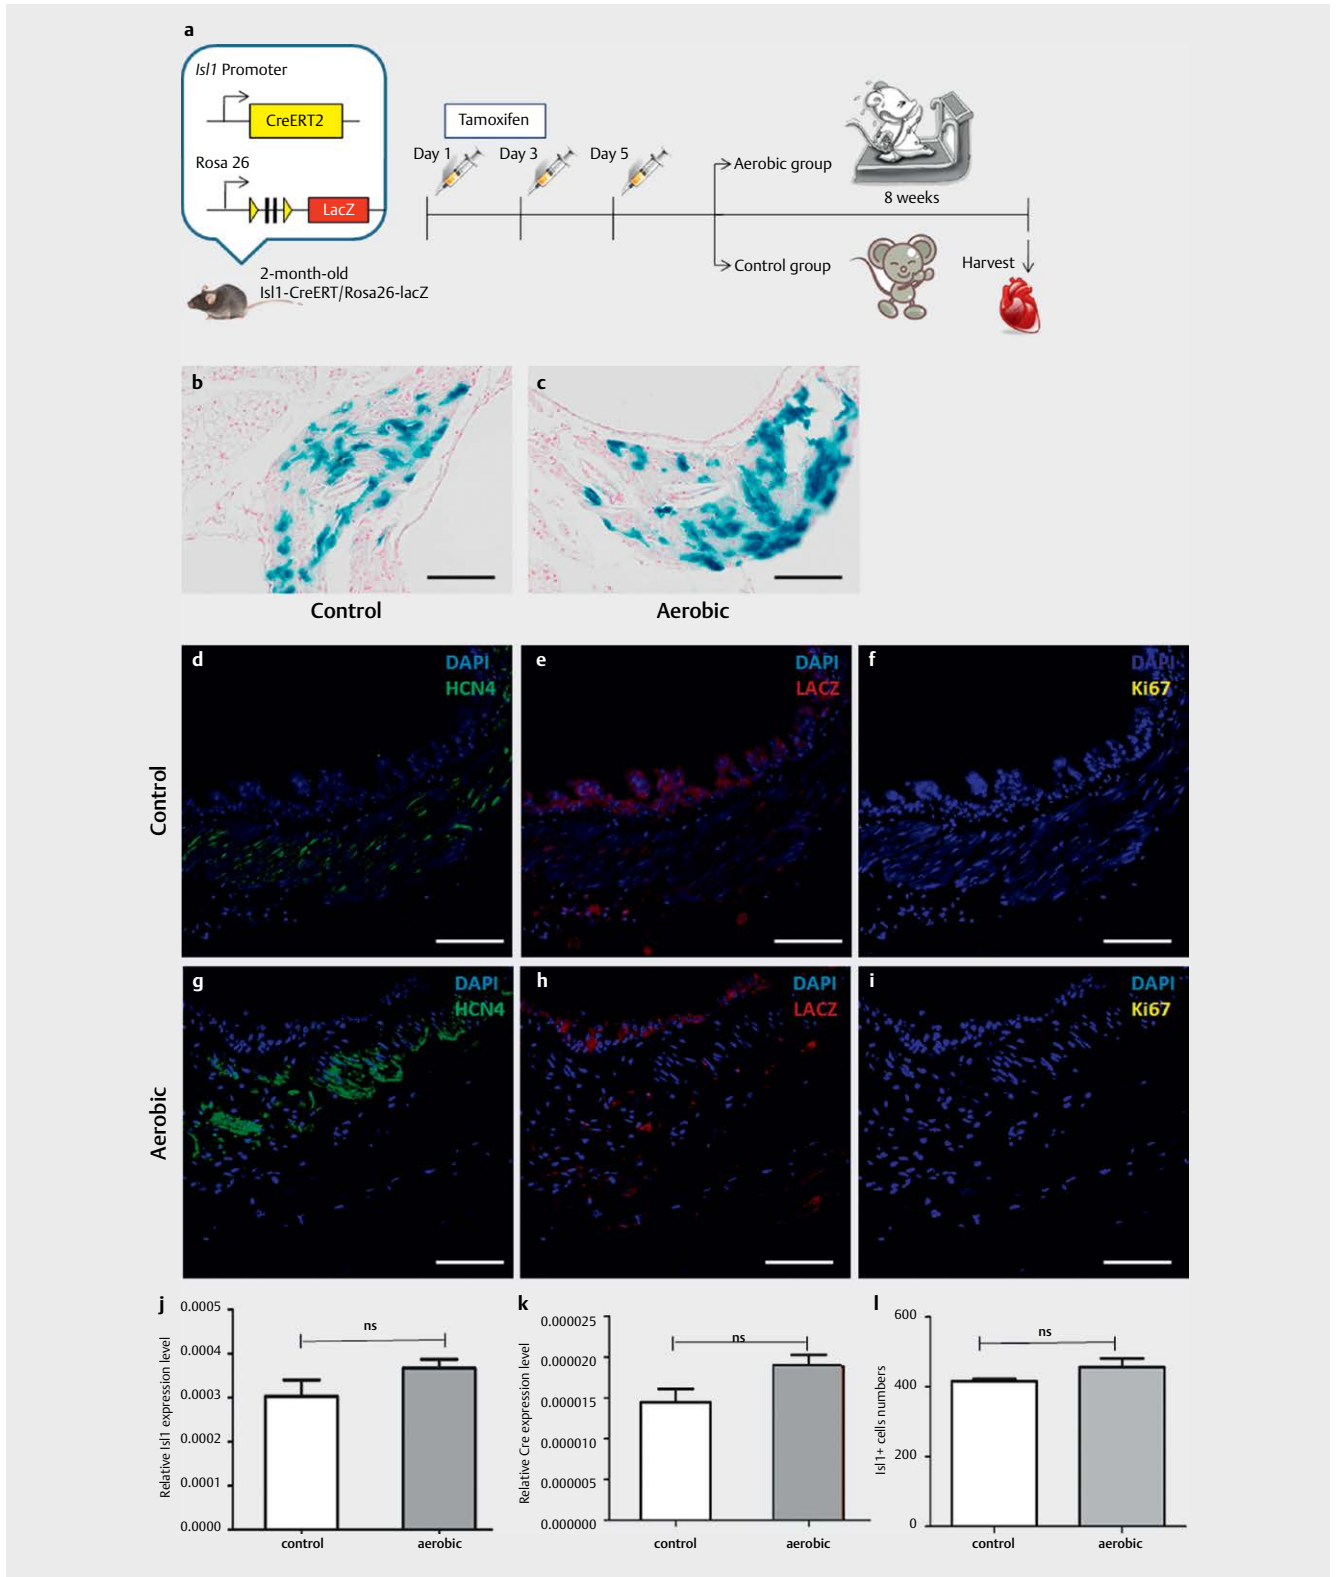 a
Isl1 Promoter
CreERT2
Rosa 26
LacZ
2-month-old
Isl1-CreERT/Rosa26-lacZ
Tamoxifen
Day 1
Day 3
Day 5
Aerobic group
8 weeks
Control group
Harvest
b
c
Control
Aerobic
Control
d
DAPI
HCN4
e
DAPI
LACZ
f
DAPI
Ki67
Aerobic
g
DAPI
HCN4
h
DAPI
LACZ
i
DAPI
Ki67
j
Relative Isl1 expression level
0.0005
0.0004
0.0003
0.0002
0.0001
0.0000
ns
control
aerobic
k
Relative Cre expression level
0.000025
0.000020
0.000015
0.000010
0.000005
0.000000
ns
control
aerobic
l
Isl1+ cells numbers
600
400
200
0
ns
control
aerobic